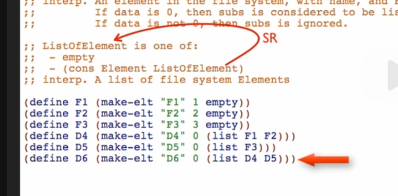 ;; interp. An element in the file system, with name, and
;; If data is 0, then subs is considered to be lis
;; If data is not 0, then subs is ignored.
;; ListOfElement is one of:
SR
;; - empty
;; - (cons Element ListOfElement)
;; interp. A list of file system Elements
(define F1 (make-elt "F1" 1 empty))
(define F2 (make-elt "F2" 2 empty))
(define F3 (make-elt "F3" 3 empty))
(define D4 (make-elt "D4" 0 (list F1 F2)))
(define D5 (make-elt "D5" 0 (list F3)))
(define D6 (make-elt "D6" 0 (list D4 D5)))